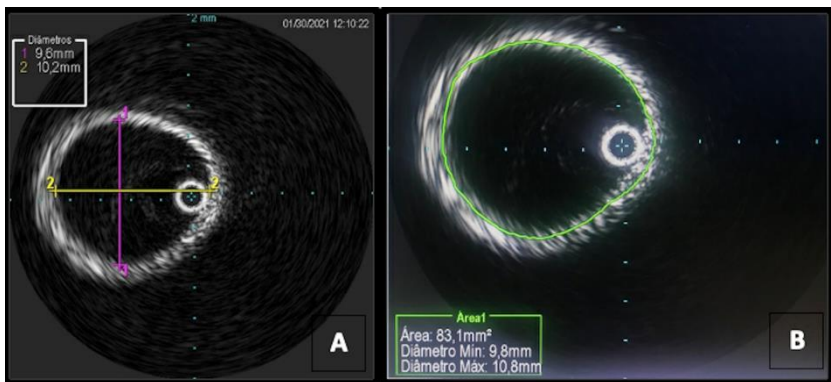 2 mm
01/30/2021 12:10:22
Diâmetros
1 9,6mm
2 10,2mm
1
2
2
A
Área1
Área: 83,1mm²
Diâmetro Min: 9,8mm
Diâmetro Máx: 10,8mm
B